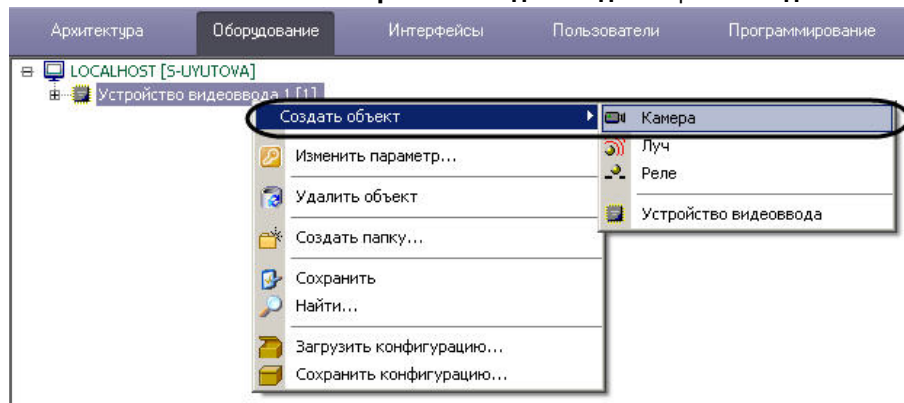 Архитектура Оборудование Интерфейсы Пользователи Программирование
LOCALHOST [S-UYUTOVA]
Устройство видеоввода 1 [1]
Создать объект
Камера
Изменить параметр...
Луч
Реле
Удалить объект
Устройство видеоввода
Создать папку...
Сохранить
Найти...
Загрузить конфигурацию...
Сохранить конфигурацию...